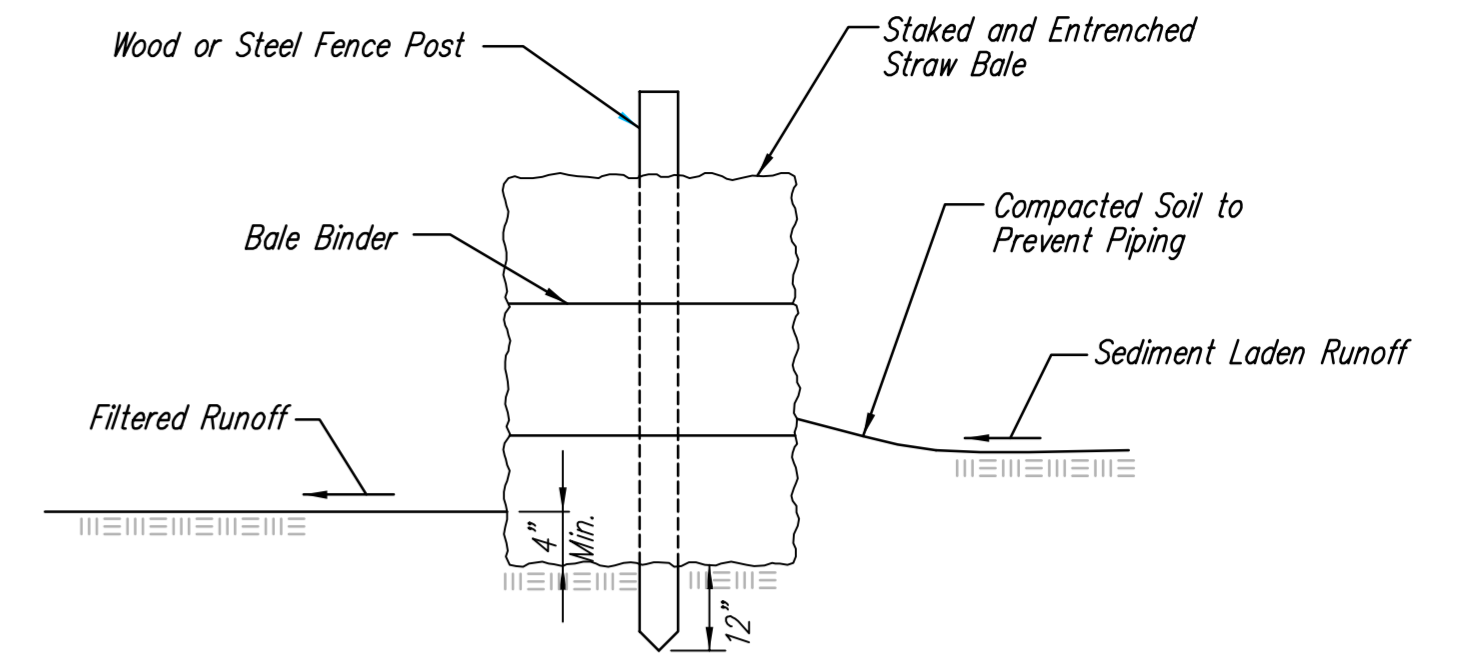 Wood or Steel Fence Post
Staked and Entrenched
Straw Bale
Bale Binder
Compacted Soil to
Prevent Piping
Sediment Laden Runoff
Filtered Runoff
4"
Min.
12"